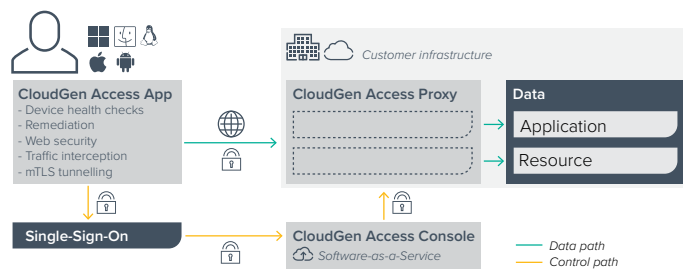 Customer infrastructure
CloudGen Access App
- Device health checks
- Remediation
- Web security
- Traffic interception
- mTLS tunnelling
CloudGen Access Proxy
Data
Application
Resource
Single-Sign-On
CloudGen Access Console
Software-as-a-Service
Data path
Control path